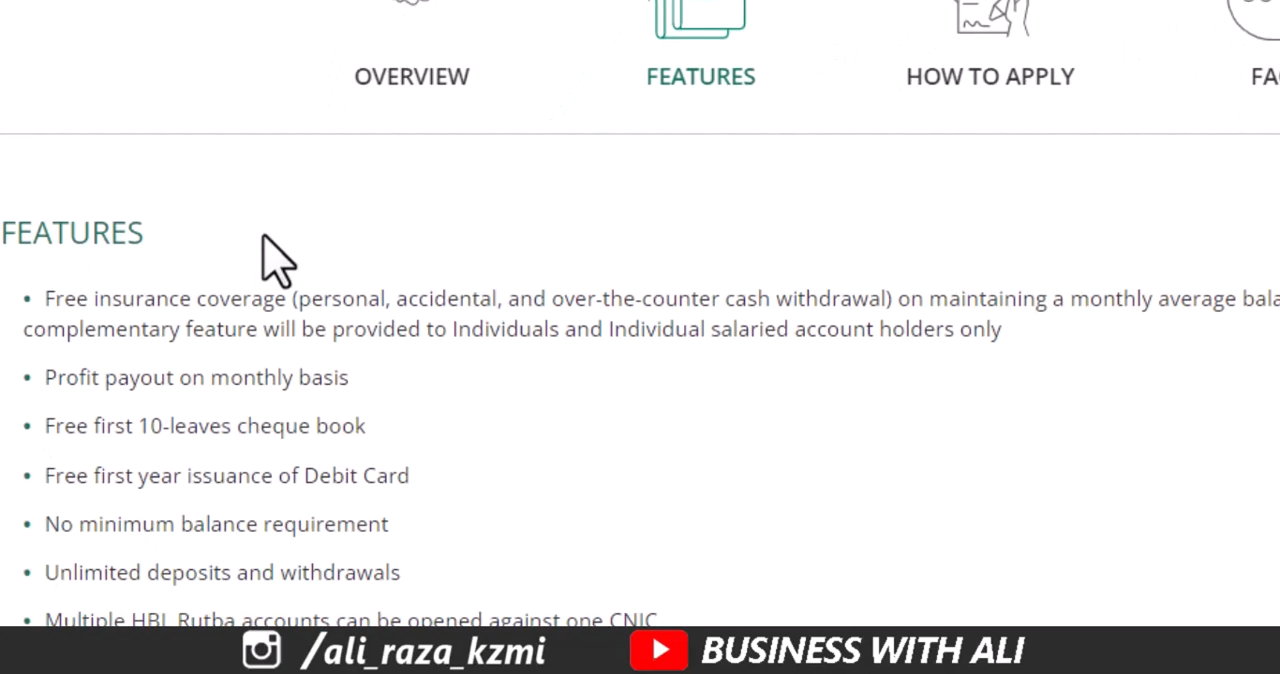 OVERVIEW FEATURES HOW TO APPLY
FEATURES
• Free insurance coverage (personal, accidental, and over-the-counter cash withdrawal) on maintaining a monthly average
complementary feature will be provided to Individuals and Individual salaried account holders only
• Profit payout on monthly basis
• Free first 10-leaves cheque book
• Free first year issuance of Debit Card
• No minimum balance requirement
• Unlimited deposits and withdrawals
• Multiple HBL Rutba accounts can be opened against one CNIC
/ali_raza_kzmi BUSINESS WITH ALI